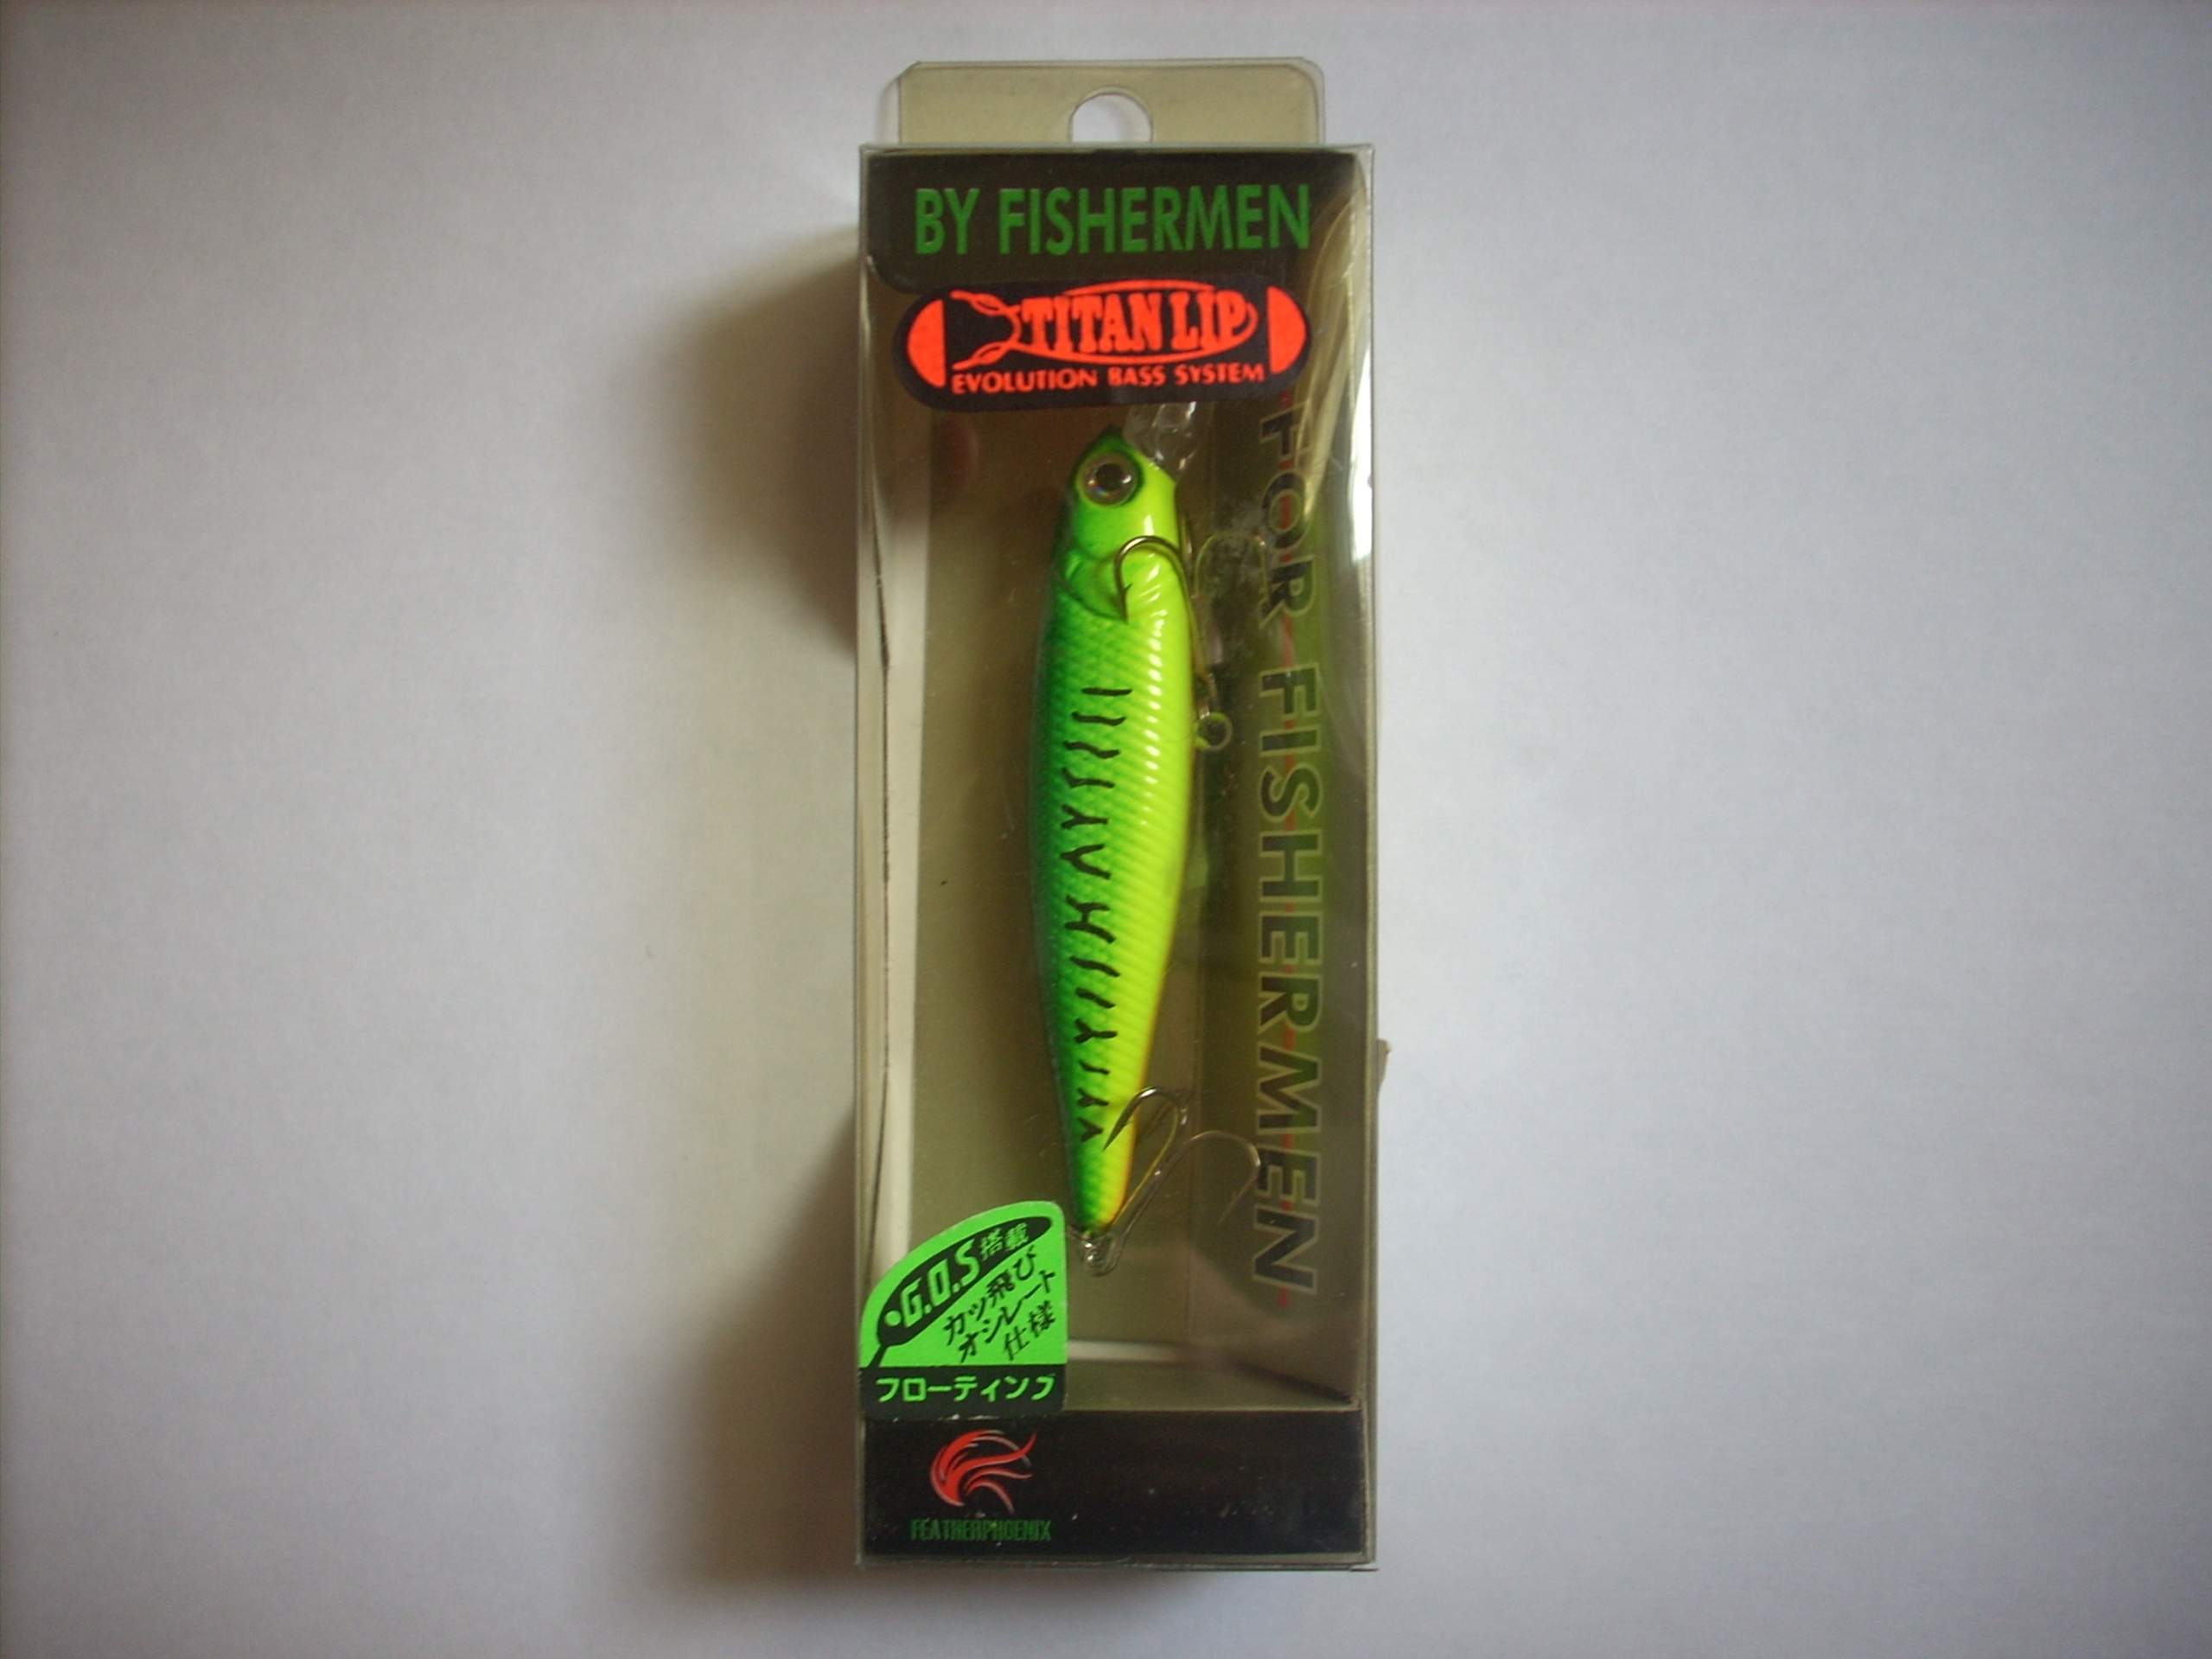 BY FISHERMEN
TITAN LIP
EVOLUTION BASS SYSTEM
FOR FISHERMEN
G.O.S搭載
カッ飛び
オシレート
仕様
フローティング
FEATHERPHOENIX